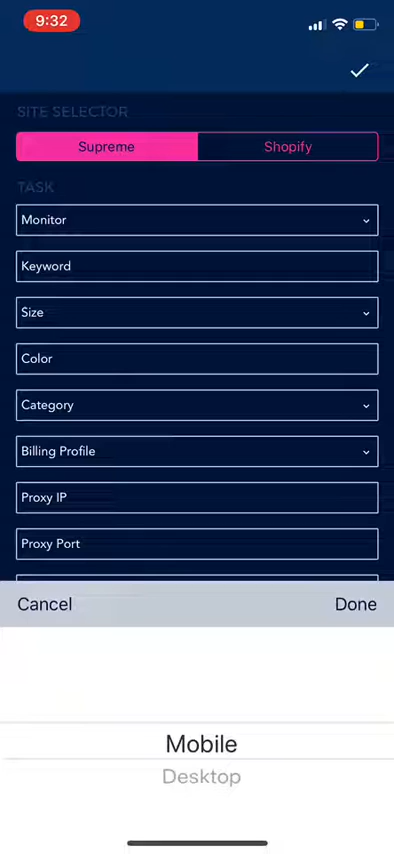 9:32
SITE SELECTOR
Supreme
Shopify
TASK
Monitor
Keyword
Size
Color
Category
Billing Profile
Proxy IP
Proxy Port
Cancel
Done
Mobile
Desktop